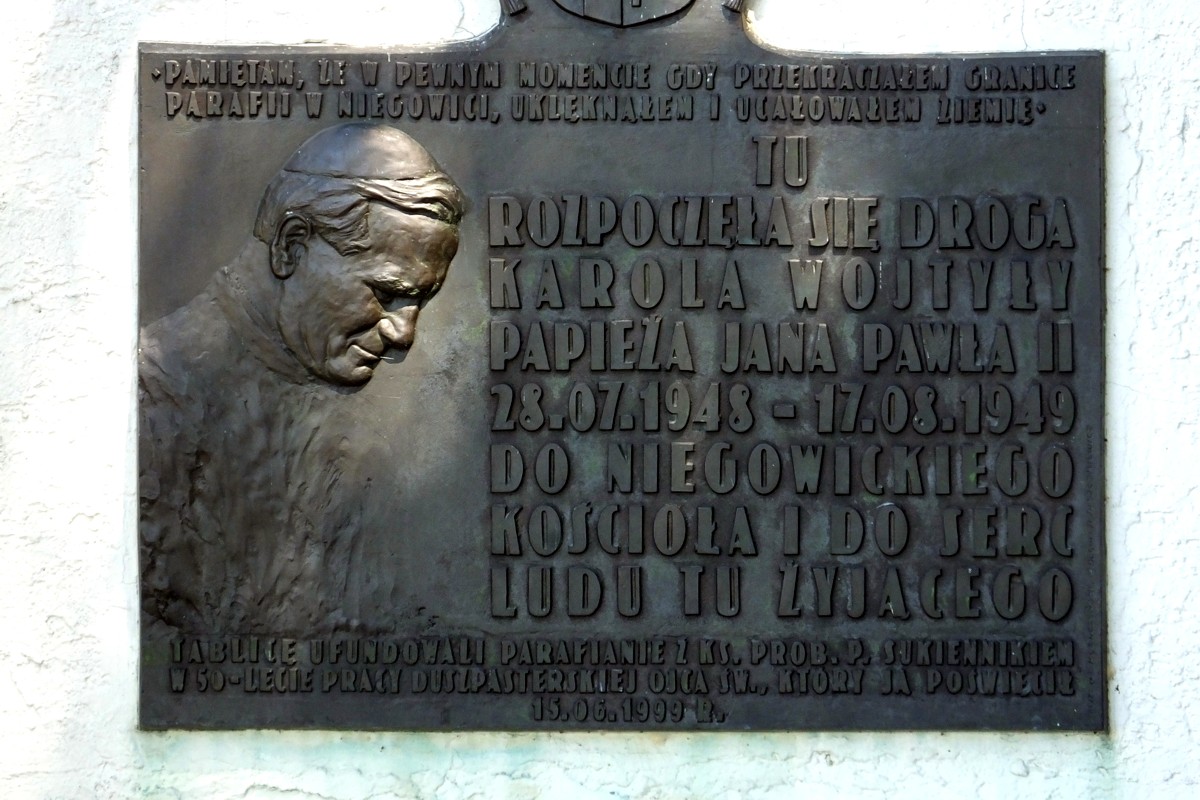 "PAMIĘTAM, ŻE W PEWNYM MOMENCIE GDY PRZEKRACZAŁEM GRANICE
PARAFII W NIEGOWICI, UKLĘKNĄŁEM I UCAŁOWAŁEM ZIEMIĘ"
TU
ROZPOCZĘŁA SIĘ DROGA
KAROLA WOJTYŁY
PAPIEŻA JANA PAWŁA II
28.07.1948 - 17.08.1949
DO NIEGOWICKIEGO
KOŚCIOŁA I DO SERC
LUDU TU ŻYJĄCEGO
TABLICĘ UFUNDOWALI PARAFIANIE Z KS. PROB. P. SUKIENNIKIEM
W 50-LECIE PRACY DUSZPASTERSKIEJ OJCA ŚW., KTÓRY JĄ POŚWIĘCIŁ
15.06.1999 R.